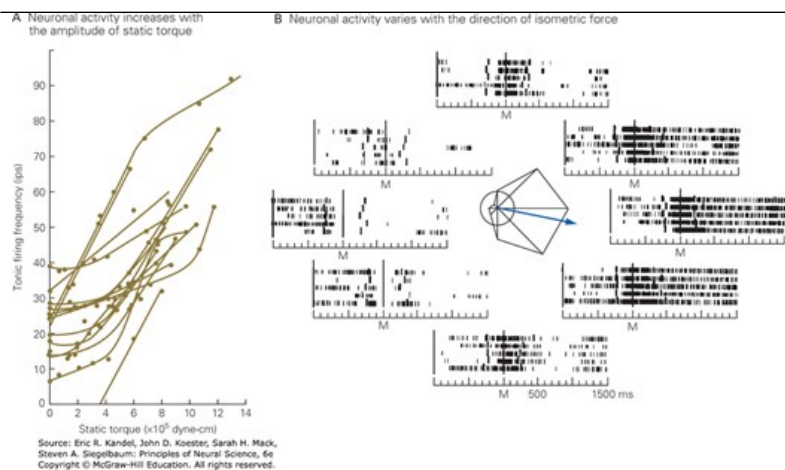 A Neuronal activity increases with
the amplitude of static torque
B Neuronal activity varies with the direction of isometric force
Tonic firing frequency (ips)
90
80
70
60
50
40
30
20
10
0
0 2 4 6 8 10 12 14
Static torque (×10⁵ dyne-cm)
M
M
M
M
M
M
M
M 500 1500 ms
Source: Eric R. Kandel, John D. Koester, Sarah H. Mack,
Steven A. Siegelbaum: Principles of Neural Science, 6e
Copyright © McGraw-Hill Education. All rights reserved.